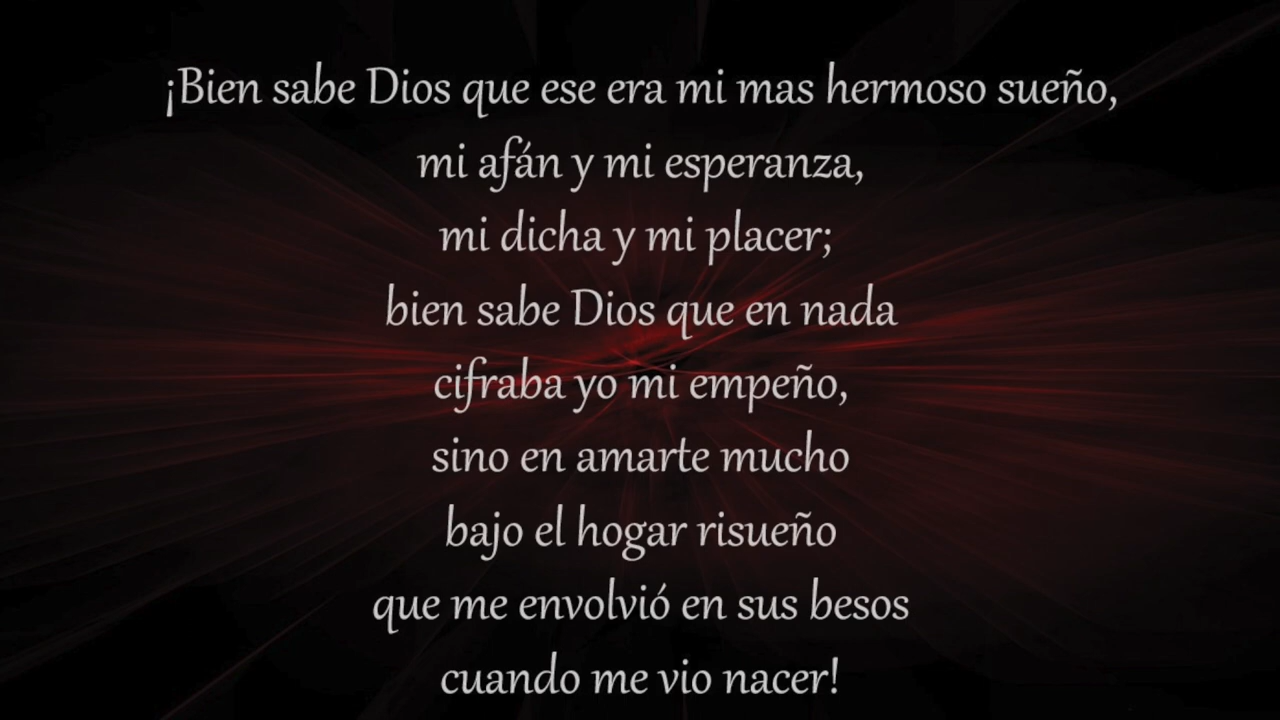 ¡Bien sabe Dios que ese era mi mas hermoso sueño,
mi afán y mi esperanza,
mi dicha y mi placer;
bien sabe Dios que en nada
cifraba yo mi empeño,
sino en amarte mucho
bajo el hogar risueño
que me envolvió en sus besos
cuando me vio nacer!